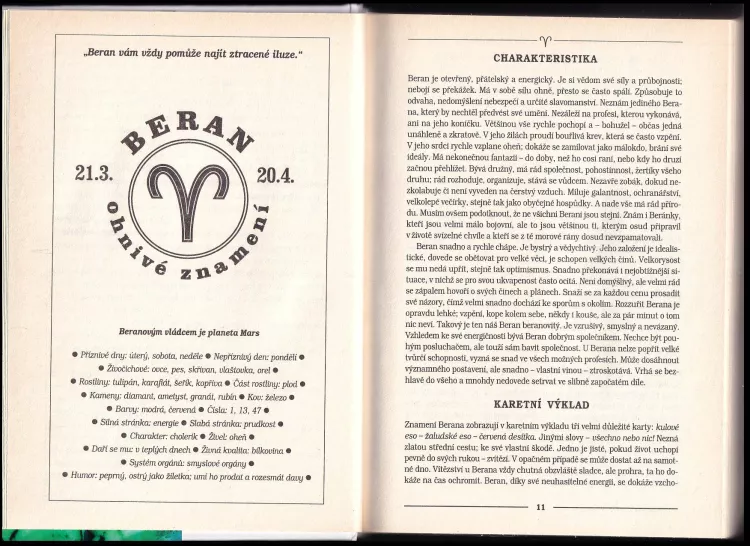 „Beran vám vždy pomůže najít ztracené iluze."
BERAN
21.3.
20.4.
ohnivé znamení
Beranovým vládcem je planeta Mars
● Příznivé dny: úterý, sobota, neděle ● Nepříznivý den: pondělí ●
● Živočichové: ovce, pes, skřivan, vlaštovka, orel ●
● Rostliny: tulipán, karafiát, šeřík, kopřiva ● Část rostliny: plod ●
● Kameny: diamant, ametyst, granát, rubín ● Kov: železo ●
● Barvy: modrá, červená ● Čísla: 1, 13, 47 ●
● Silná stránka: energie ● Slabá stránka: prudkost ●
● Charakter: cholerik ● Živel: oheň ●
● Daří se mu: v teplých dnech ● Živná kvalita: bílkovina ●
● Systém orgánů: smyslové orgány ●
● Humor: peprný, ostrý jako žiletka; umí ho prodat a rozesmát davy ●
CHARAKTERISTIKA
Beran je otevřený, přátelský a energický. Je si vědom své síly a průbojnosti;
nebojí se překážek. Má v sobě sílu ohně, přesto se často spálí. Způsobuje to
odvaha, nedomýšlení nebezpečí a určité slavomanství. Neznám jediného Bera-
na, který by nechtěl předvést své umění. Nezáleží na profesi, kterou vykonává,
ani na jeho koníčku. Většinou vše rychle pochopí a – bohužel – občas jedná
unáhleně a zkratově. V jeho žilách proudí bouřlivá krev, která se často vzpění.
V jeho srdci rychle vzplane oheň; dokáže se zamilovat jako málokdo, brání své
ideály. Má nekonečnou fantazii – do doby, než ho cosi raní, nebo kdy ho druzí
začnou přehlížet. Bývá družný, má rád společnost, pohostinnost, žertíky všeho
druhu; rád rozhoduje, organizuje, stává se vůdcem. Nezavře zobák, dokud ne-
zkolabuje či není vyveden na čerstvý vzduch. Miluje galantnost, ochranářství,
velkolepé večírky, stejně tak jako obyčejné hospůdky. A nade vše má rád příro-
du. Musím ovšem podotknout, že ne všichni Berani jsou stejní. Znám i Beránky,
kteří jsou velmi málo bojovní, ale to jsou většinou ti, kterým osud připravil
v životě svízelné chvíle a kteří se z té morové rány dosud nevzpamatovali.
Beran snadno a rychle chápe. Je bystrý a vědychtivý. Jeho založení je idealis-
tické, dovede se obětovat pro velké věci, je schopen velkých činů. Velkorysost
se mu nedá upřít, stejně tak optimismus. Snadno překonává i nejobtížnější si-
tuace, v nichž se pro svou ukvapenost často ocitá. Není domýšlivý, ale velmi rád
se zápalem hovoří o svých činech a plánech. Snaží se za každou cenu prosadit
své názory, čímž velmi snadno dochází ke sporům s okolím. Rozzuřit Berana je
opravdu lehké; vzpění, kope kolem sebe, někdy i kouše, ale za pár minut o tom
nic neví. Takový je ten náš Beran beranovitý. Je vzrušivý, smyslný a nevázaný.
Vzhledem ke své energičnosti bývá Beran dobrým společníkem. Nechce být pou-
hým posluchačem, ale touží sám bavit společnost. U Berana nelze popřít velké
tvůrčí schopnosti, vyzná se snad ve všech možných profesích. Může dosáhnout
významného postavení, ale snadno – vlastní vinou – ztroskotává. Vrhá se bez-
hlavě do všeho a mnohdy nedovede setrvat ve slibně započatém díle.
KARETNÍ VÝKLAD
Znamení Berana zobrazují v karetním výkladu tři velmi důležité karty: kulové
eso – žaludské eso – červená desítka. Jinými slovy – všechno nebo nic! Nezná
zlatou střední cestu; ke své vlastní škodě. Jedno je jisté, pokud život uchopí
pevně do svých rukou – zvítězí. V opačném případě se může dostat až na samot-
né dno. Vítězství u Berana vždy chutná obzvláště sladce, ale prohra, ta ho do-
káže na čas ochromit. Beran, díky své neuhasitelné energii, se dokáže vzcho-
11